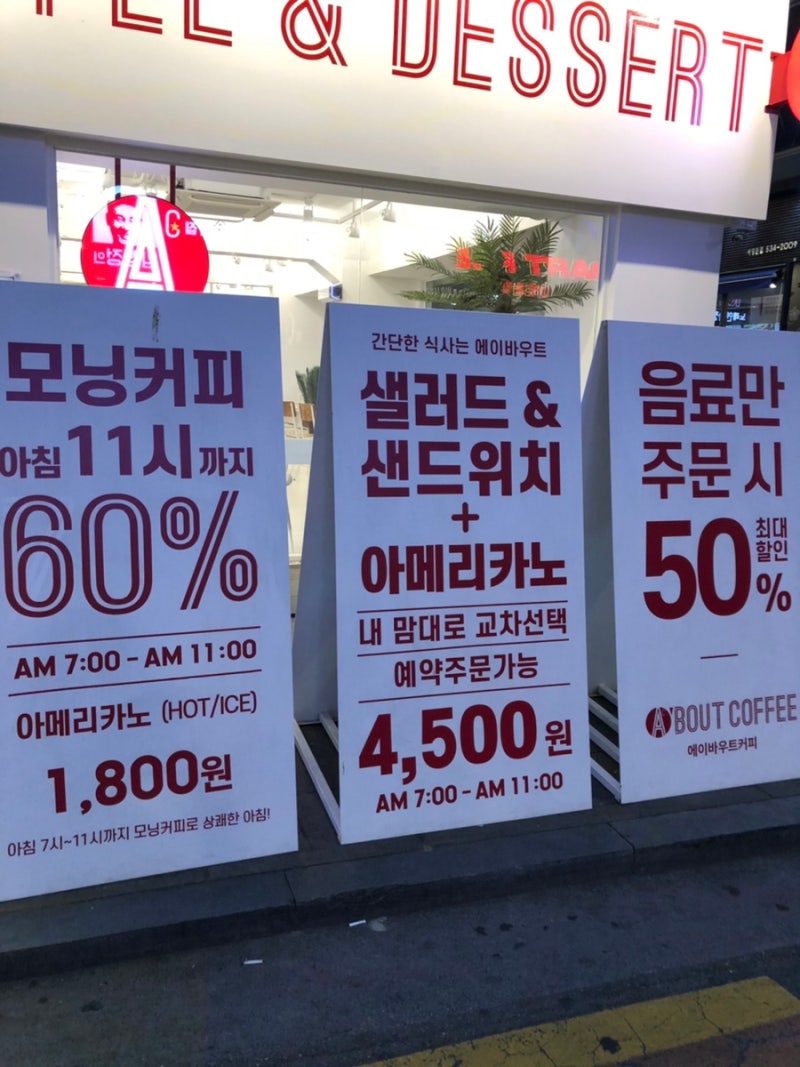 & DESSERT
모닝커피
아침 11시 까지
60%
AM 7:00 - AM 11:00
아메리카노 (HOT/ICE)
1,800원
아침 7시~11시까지 모닝커피로 상쾌한 아침!
간단한 식사는 에이바우트
샐러드 &
샌드위치
+
아메리카노
내 맘대로 교차선택
예약주문가능
4,500원
AM 7:00 - AM 11:00
음료만
주문 시
50%
최대
할인
A'BOUT COFFEE
에이바우트커피
534-2009